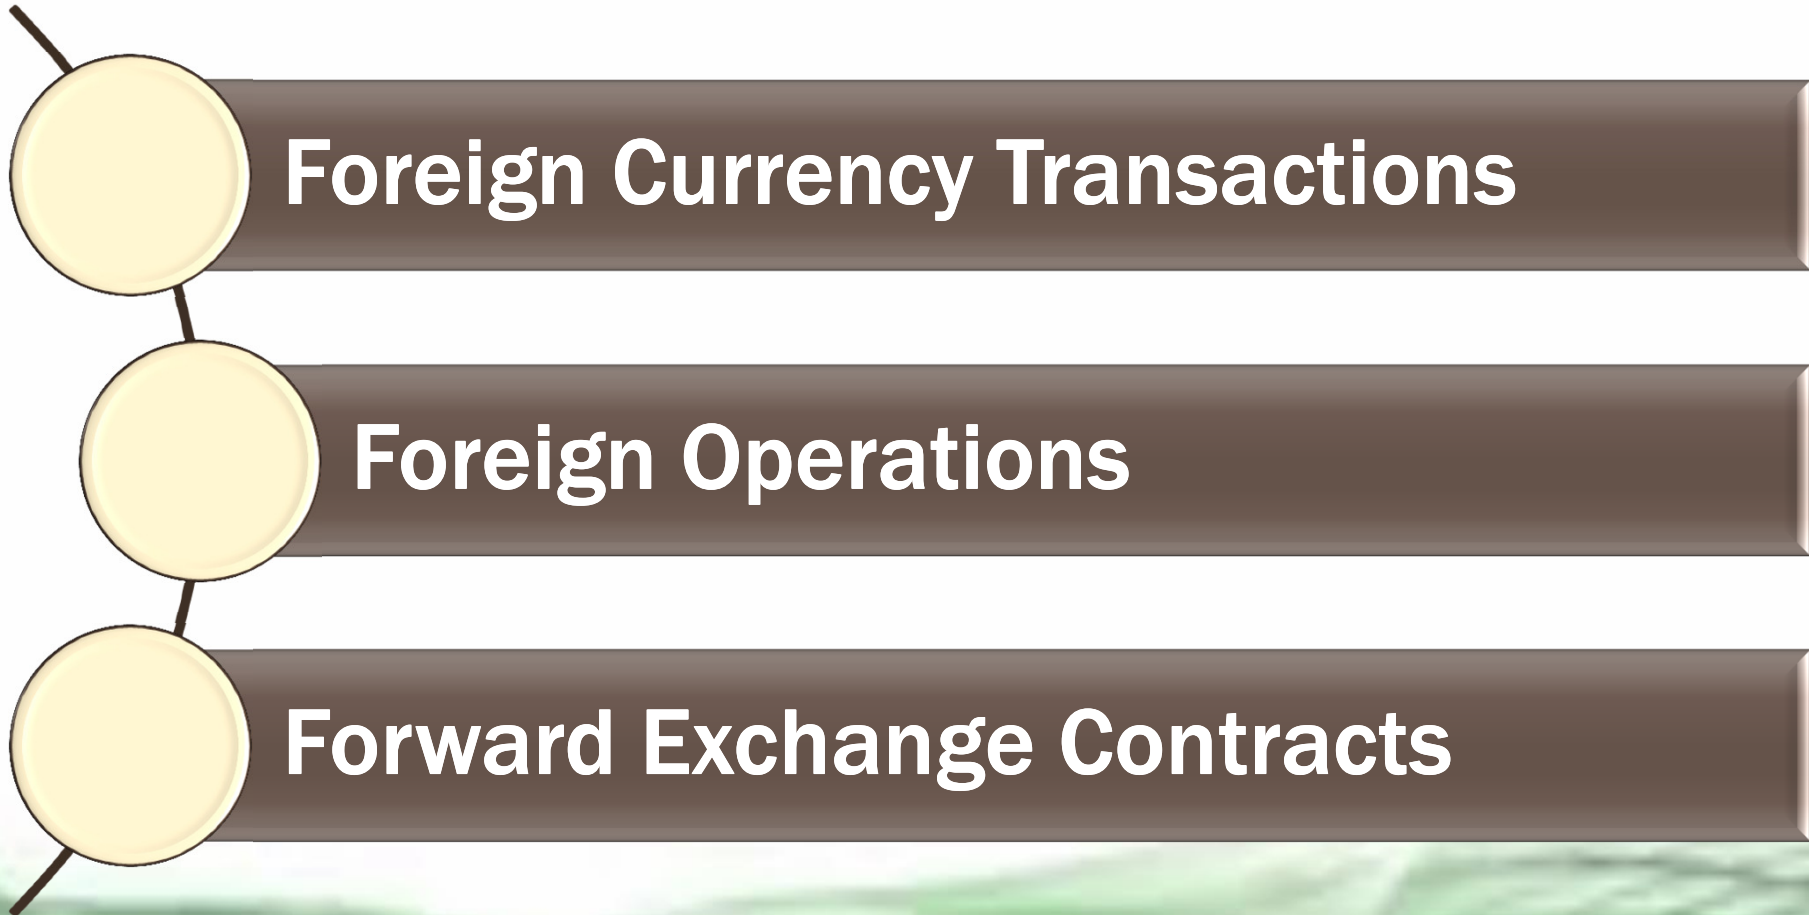 Foreign Currency Transactions
Foreign Operations
Forward Exchange Contracts